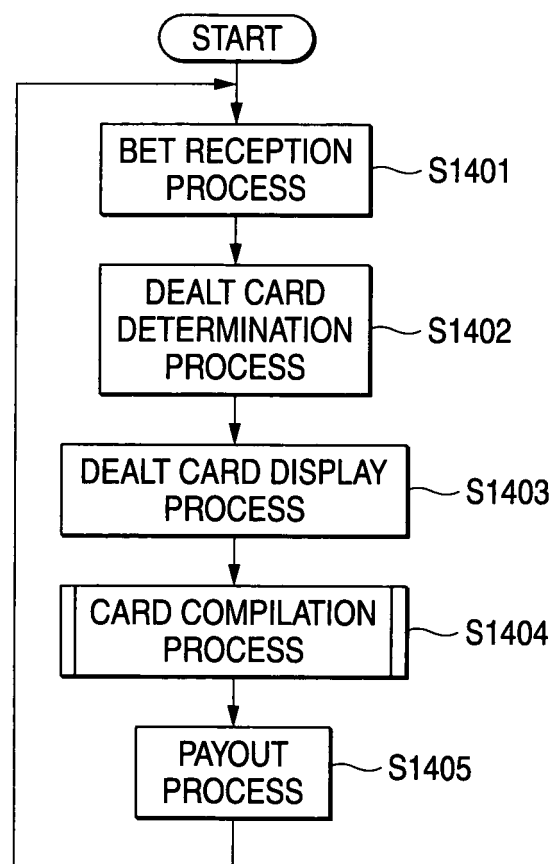 START
BET RECEPTION
PROCESS
S1401
DEALT CARD
DETERMINATION
PROCESS
S1402
DEALT CARD DISPLAY
PROCESS
S1403
CARD COMPILATION
PROCESS
S1404
PAYOUT
PROCESS
S1405